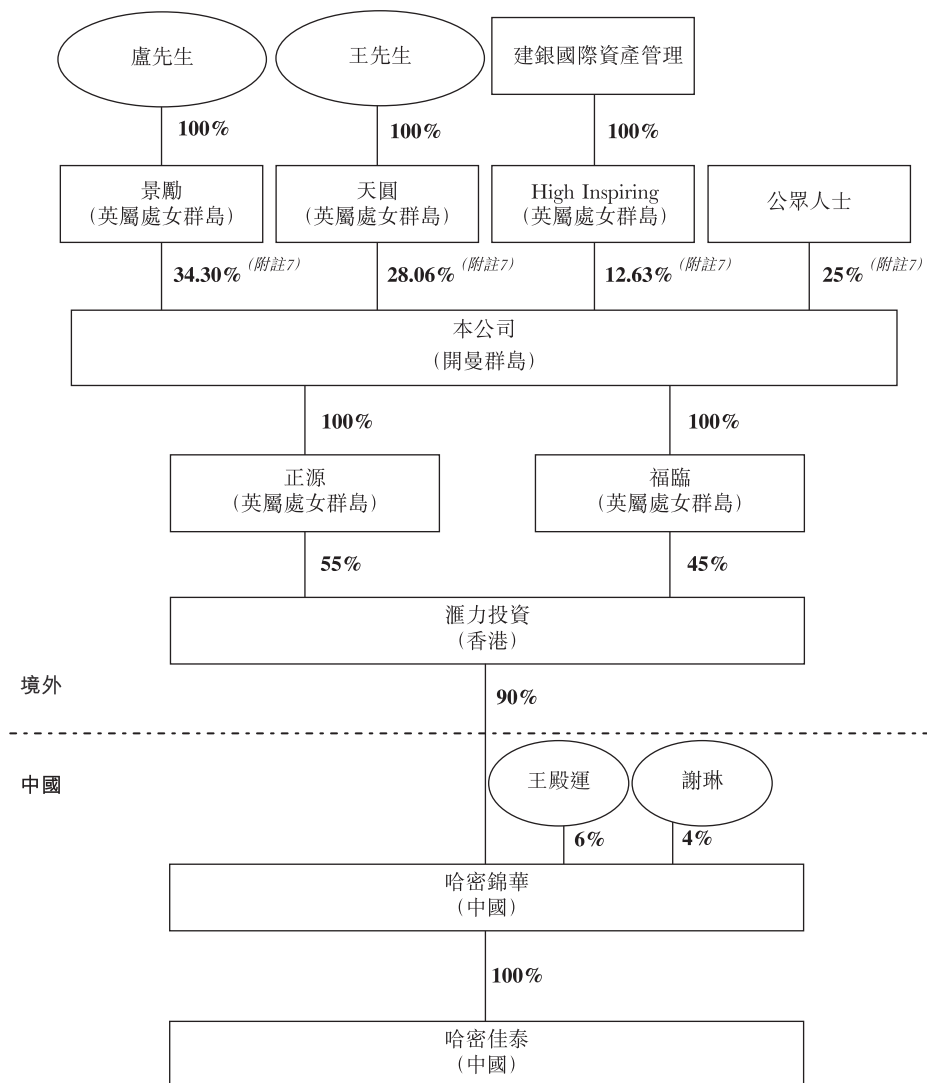 盧先生
王先生
建銀國際資產管理
100%
100%
100%
景勵
(英屬處女群島)
天圓
(英屬處女群島)
High Inspiring
(英屬處女群島)
公眾人士
34.30% (附註7)
28.06% (附註7)
12.63% (附註7)
25% (附註7)
本公司
(開曼群島)
100%
100%
正源
(英屬處女群島)
福臨
(英屬處女群島)
55%
45%
滙力投資
(香港)
境外
90%
中國
王殿運
謝琳
6%
4%
哈密錦華
(中國)
100%
哈密佳泰
(中國)